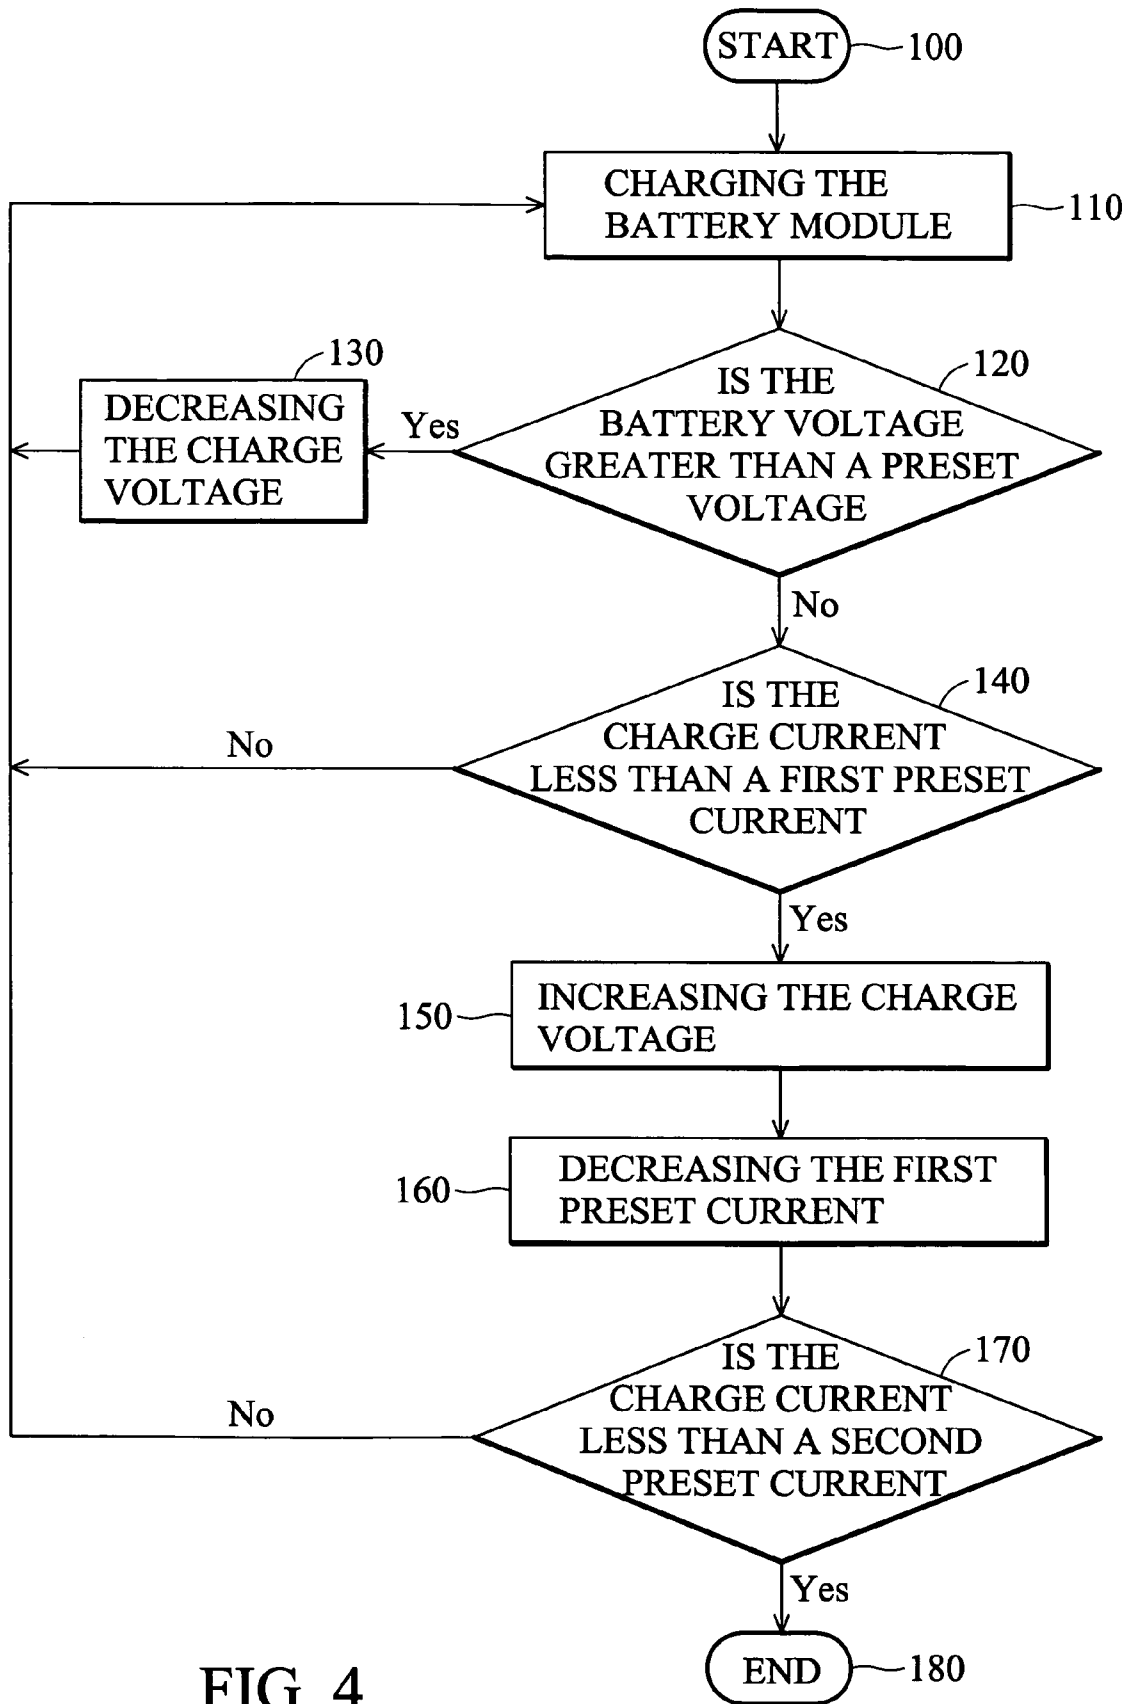 START
100
CHARGING THE
BATTERY MODULE
110
130
DECREASING
THE CHARGE
VOLTAGE
Yes
120
IS THE
BATTERY VOLTAGE
GREATER THAN A PRESET
VOLTAGE
No
140
IS THE
CHARGE CURRENT
LESS THAN A FIRST PRESET
CURRENT
No
Yes
150
INCREASING THE CHARGE
VOLTAGE
160
DECREASING THE FIRST
PRESET CURRENT
170
IS THE
CHARGE CURRENT
LESS THAN A SECOND
PRESET CURRENT
No
Yes
END
180
FIG. 4